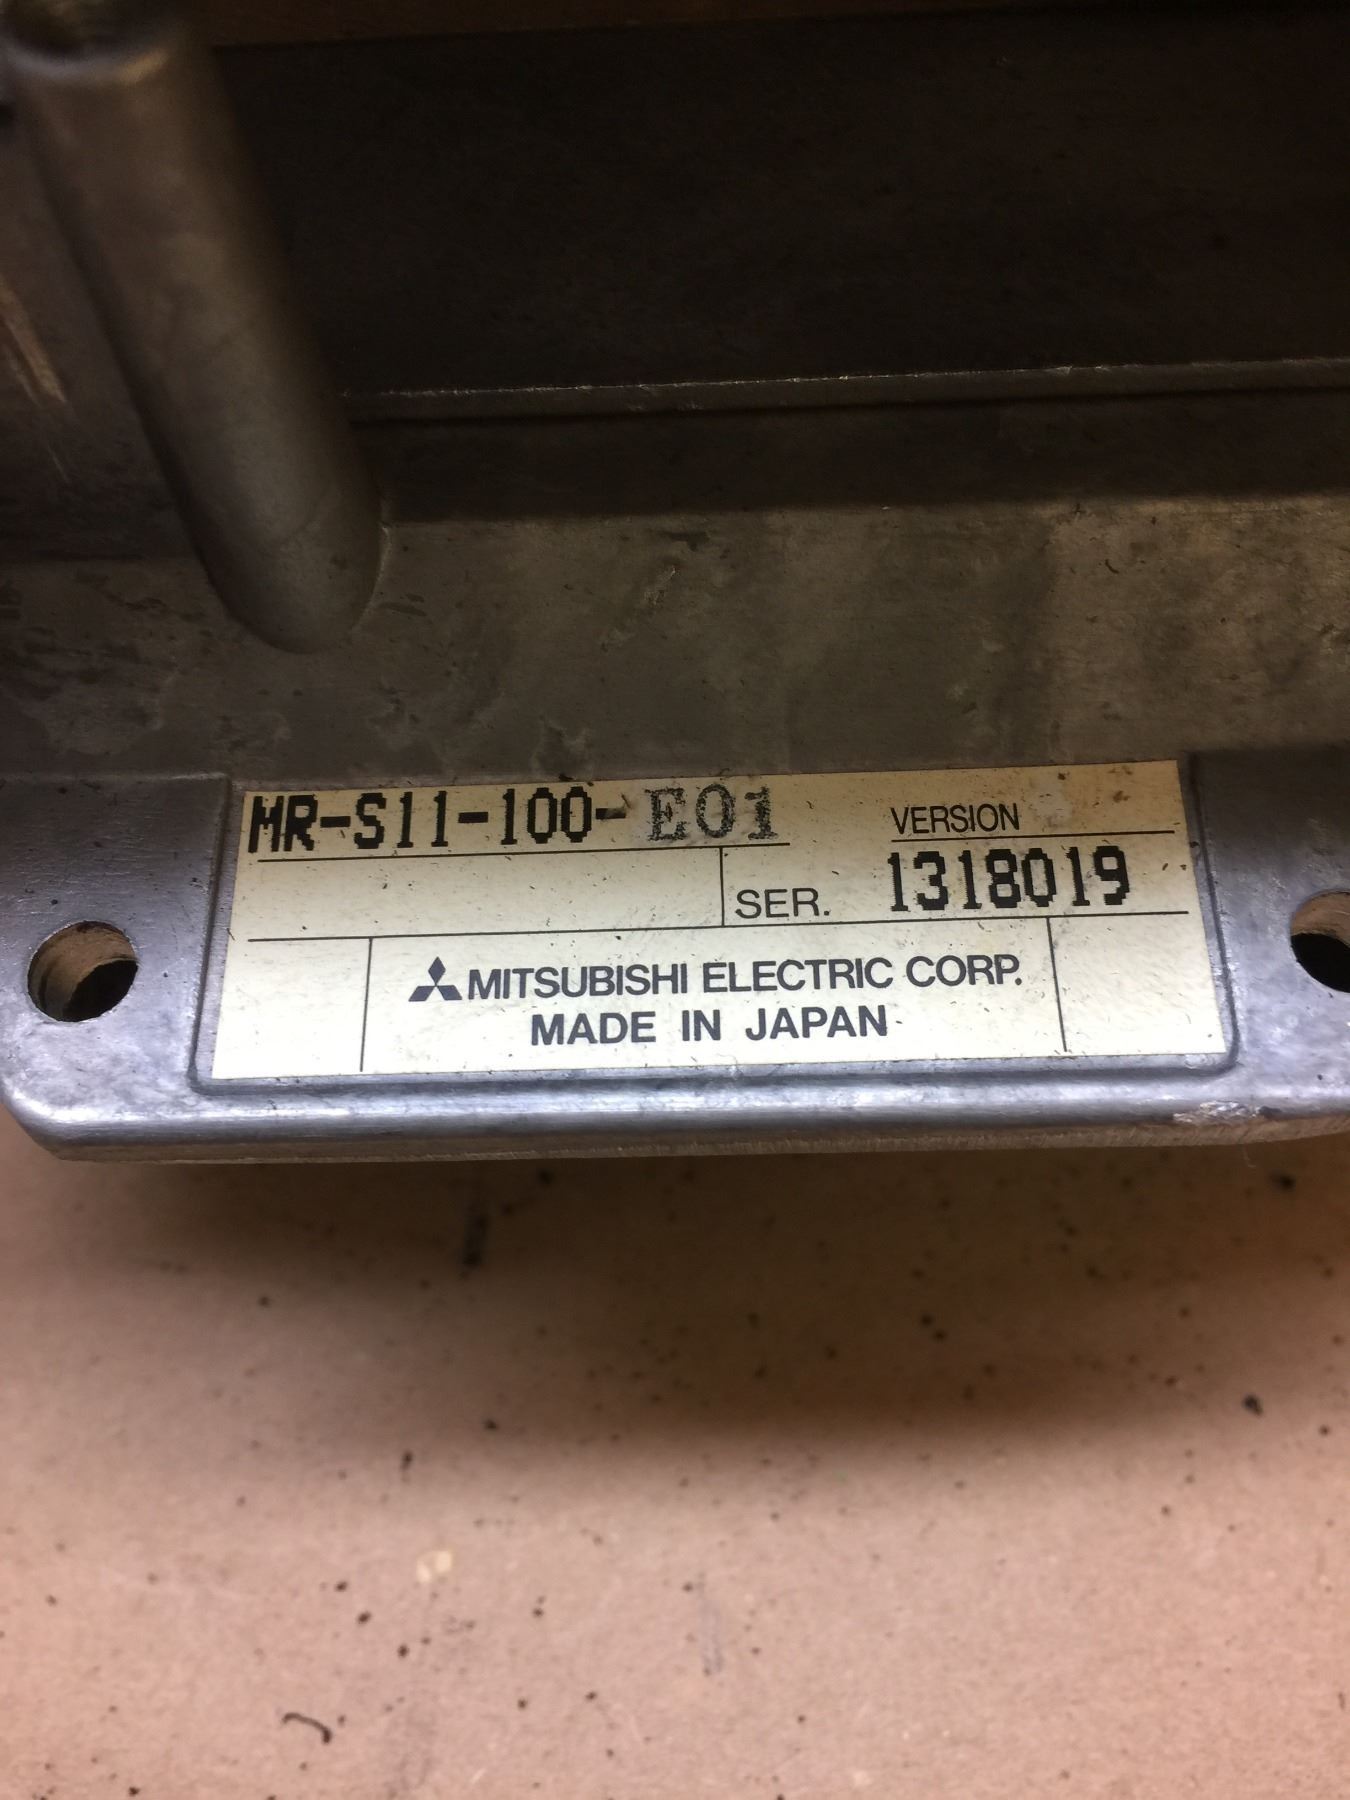 MR-S11-100-E01 VERSION
SER. 1318019
MITSUBISHI ELECTRIC CORP.
MADE IN JAPAN